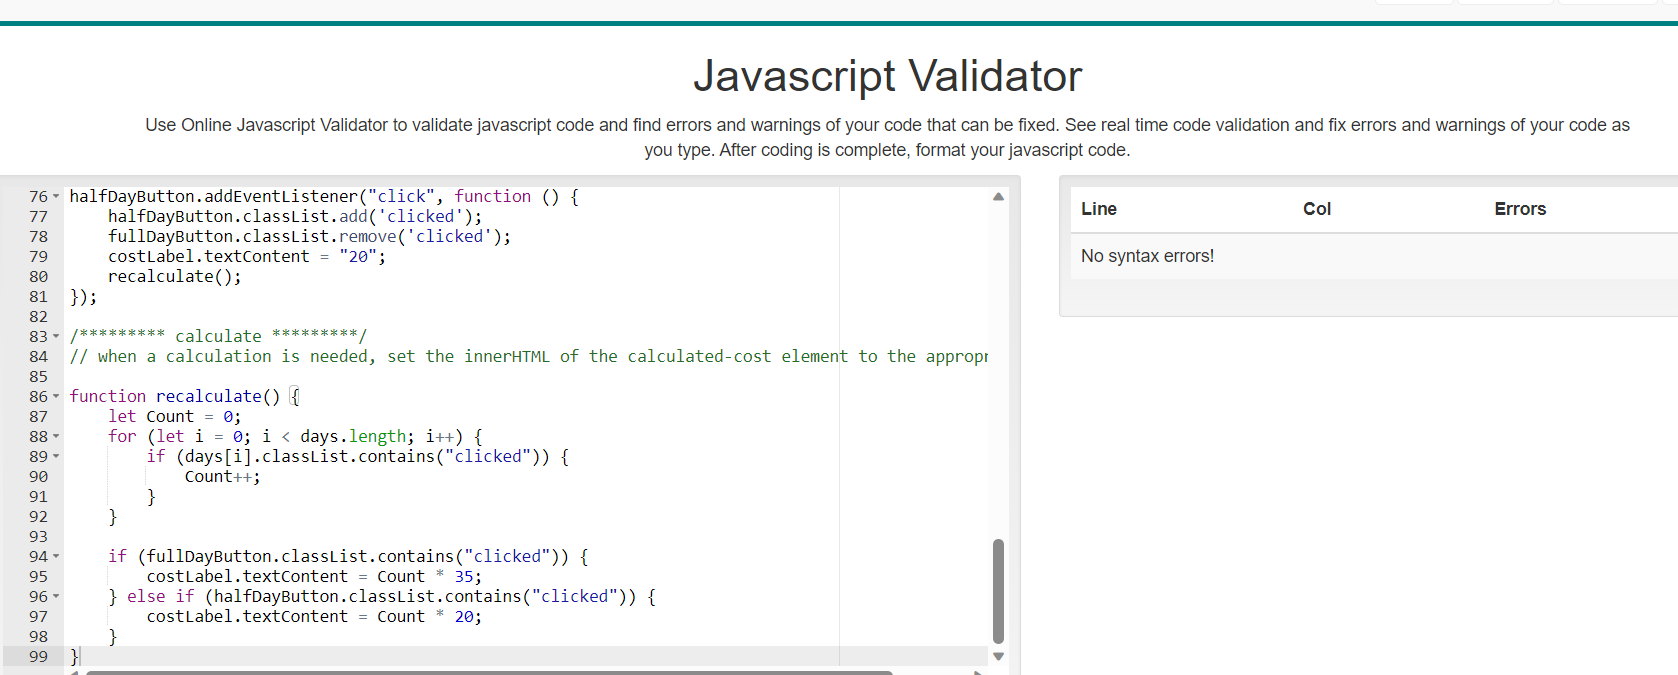 Javascript Validator
Use Online Javascript Validator to validate javascript code and find errors and warnings of your code that can be fixed. See real time code validation and fix errors and warnings of your code as
you type. After coding is complete, format your javascript code.
76 halfDayButton.addEventListener("click", function () {
77     halfDayButton.classList.add('clicked');
78     fullDayButton.classList.remove('clicked');
79     costLabel.textContent = "20";
80     recalculate();
81 });
82
83 /********* calculate *********/
84 // when a calculation is needed, set the innerHTML of the calculated-cost element to the appropr
85
86 function recalculate() {
87     let Count = 0;
88     for (let i = 0; i < days.length; i++) {
89         if (days[i].classList.contains("clicked")) {
90             Count++;
91         }
92     }
93
94     if (fullDayButton.classList.contains("clicked")) {
95         costLabel.textContent = Count * 35;
96     } else if (halfDayButton.classList.contains("clicked")) {
97         costLabel.textContent = Count * 20;
98     }
99 }
Line Col Errors
No syntax errors!